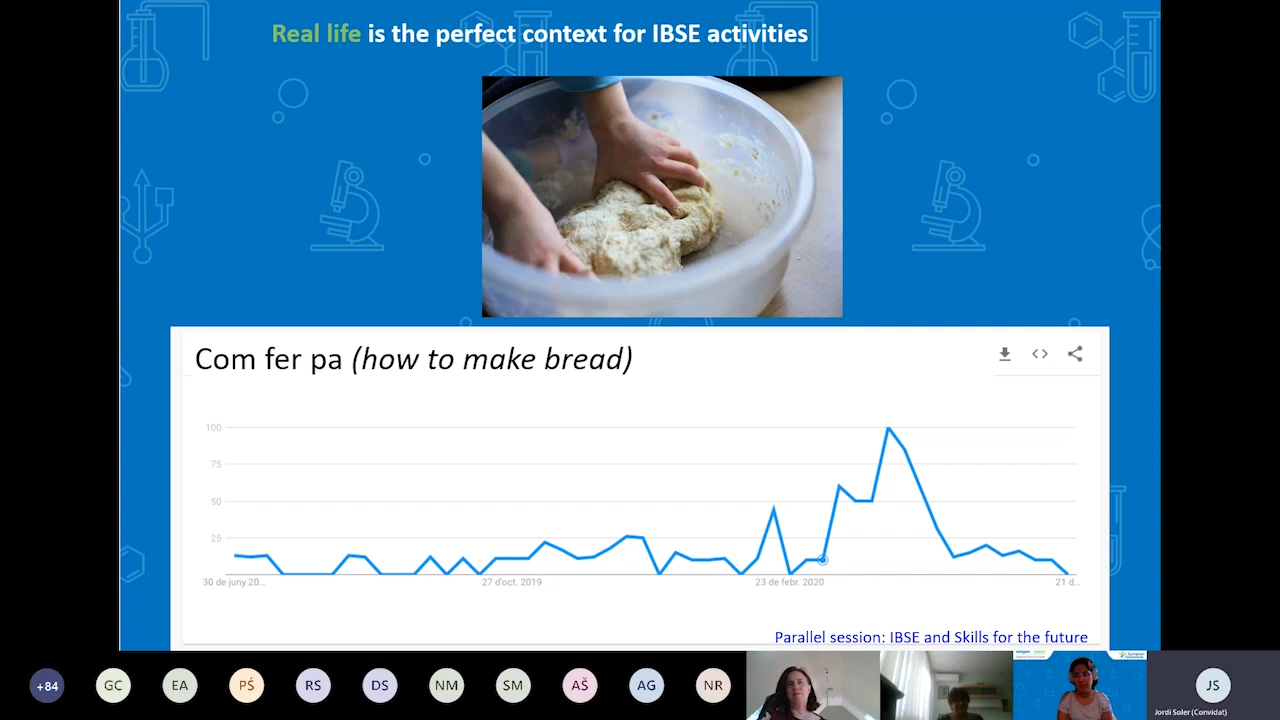 Real life is the perfect context for IBSE activities
Com fer pa (how to make bread)
100
75
50
25
30 de juny 20...
27 d'oct. 2019
23 de febr. 2020
21 d...
Parallel session: IBSE and Skills for the future
+84
GC
EA
PŚ
RS
DS
NM
SM
AŠ
AG
NR
JS
Jordi Soler (Convidat)